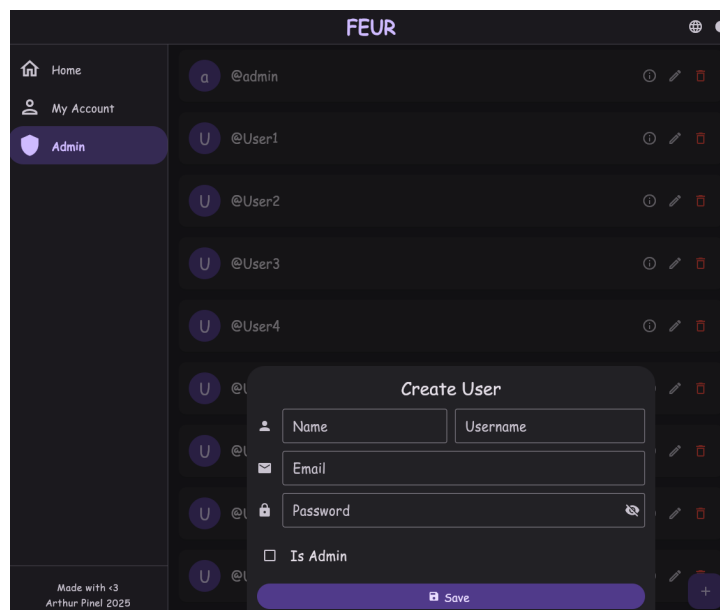 FEUR
Home
My Account
Admin
a @admin
U @User1
U @User2
U @User3
U @User4
U @U
U @U
U @U
U @U
Create User
Name Username
Email
Password
Is Admin
Save
Made with <3
Arthur Pinel 2025